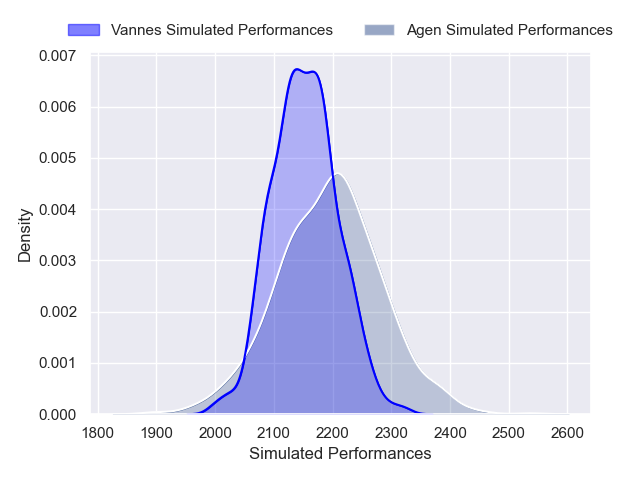 Vannes Simulated Performances Agen Simulated Performances
0.007
0.006
0.005
0.004
0.003
0.002
0.001
0.000
Density
1800 1900 2000 2100 2200 2300 2400 2500 2600
Simulated Performances